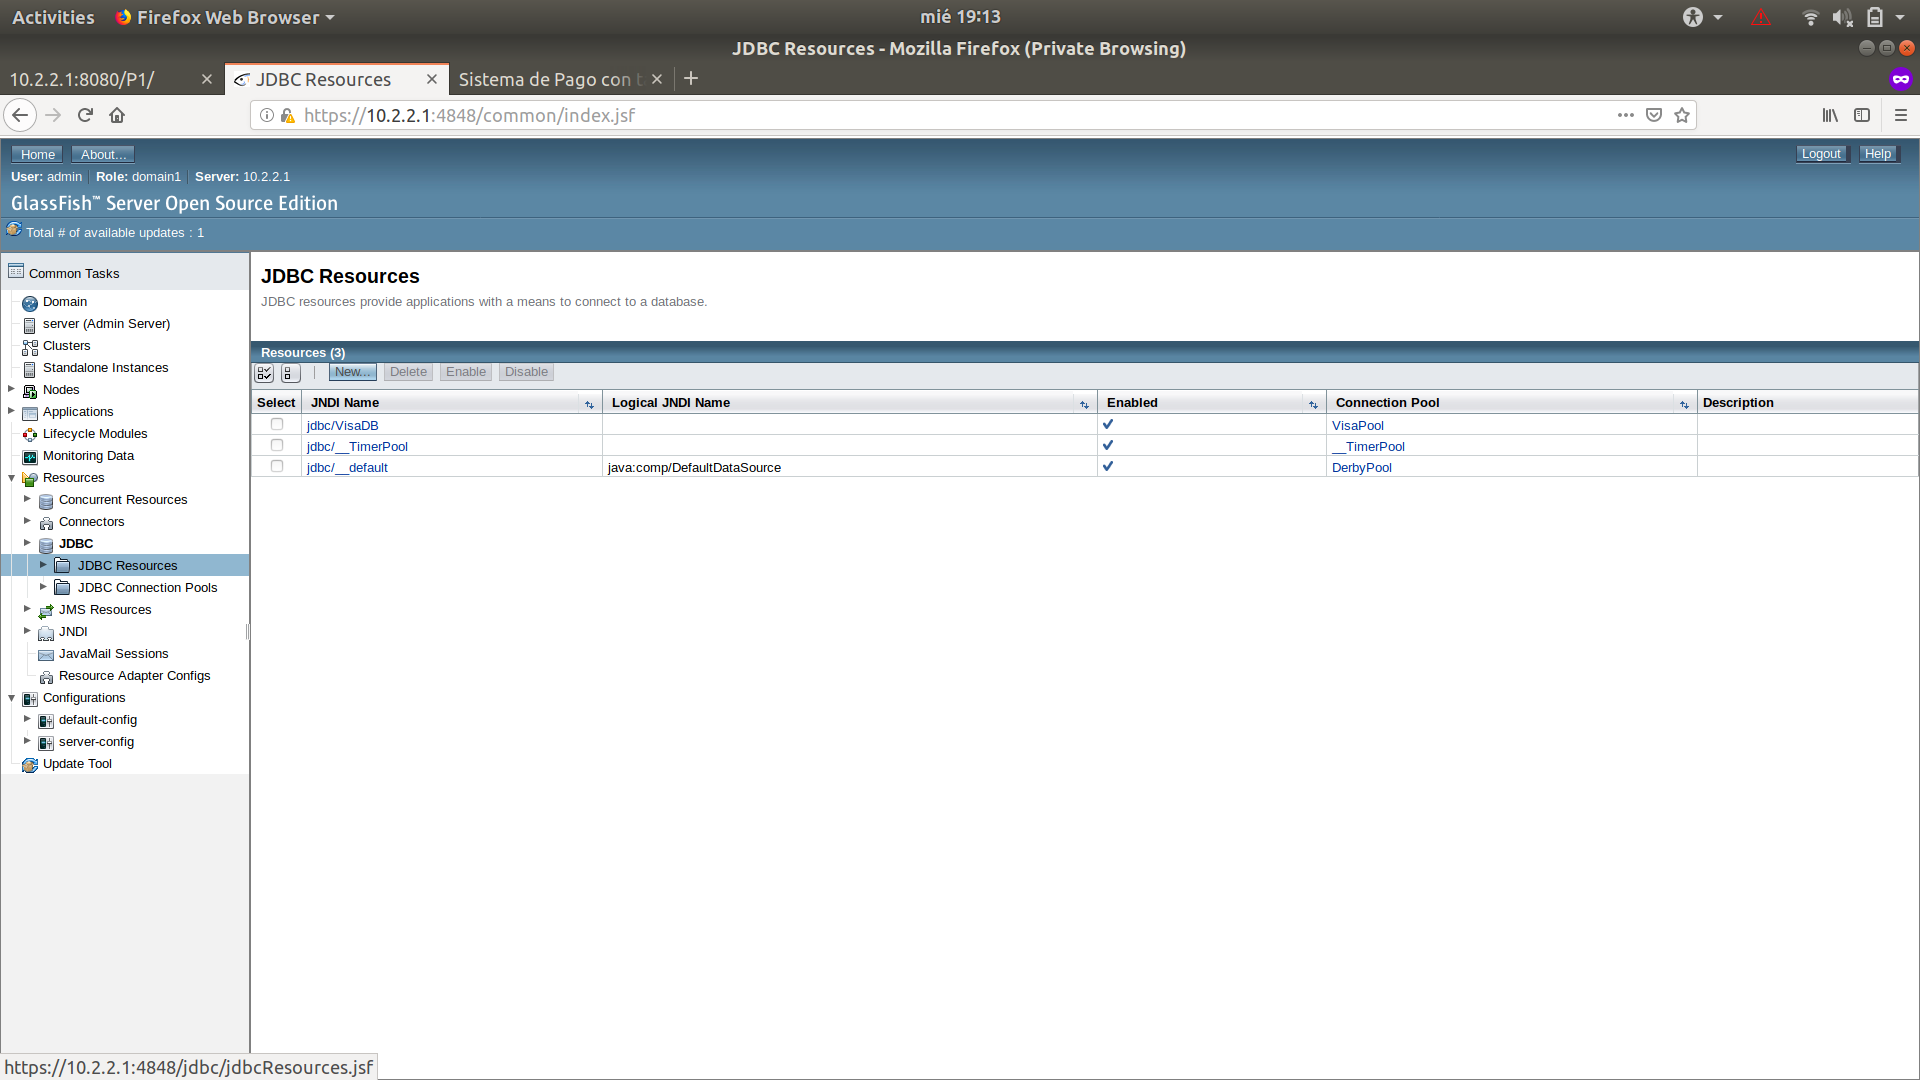 Activities Firefox Web Browser mié 19:13
JDBC Resources - Mozilla Firefox (Private Browsing)
10.2.2.1:8080/P1/ JDBC Resources Sistema de Pago con t
https://10.2.2.1:4848/common/index.jsf
Home About... Logout Help
User: admin Role: domain1 Server: 10.2.2.1
GlassFish™ Server Open Source Edition
Total # of available updates : 1
Common Tasks
Domain
server (Admin Server)
Clusters
Standalone Instances
Nodes
Applications
Lifecycle Modules
Monitoring Data
Resources
Concurrent Resources
Connectors
JDBC
JDBC Resources
JDBC Connection Pools
JMS Resources
JNDI
JavaMail Sessions
Resource Adapter Configs
Configurations
default-config
server-config
Update Tool
JDBC Resources
JDBC resources provide applications with a means to connect to a database.
Resources (3)
New... Delete Enable Disable
Select JNDI Name Logical JNDI Name Enabled Connection Pool Description
jdbc/VisaDB VisaPool
jdbc/__TimerPool __TimerPool
jdbc/__default java:comp/DefaultDataSource DerbyPool
https://10.2.2.1:4848/jdbc/jdbcResources.jsf